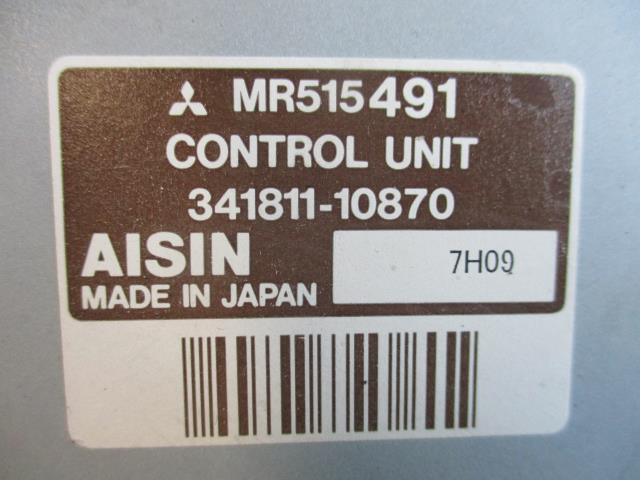 MR515491
CONTROL UNIT
341811-10870
AISIN
7H09
MADE IN JAPAN